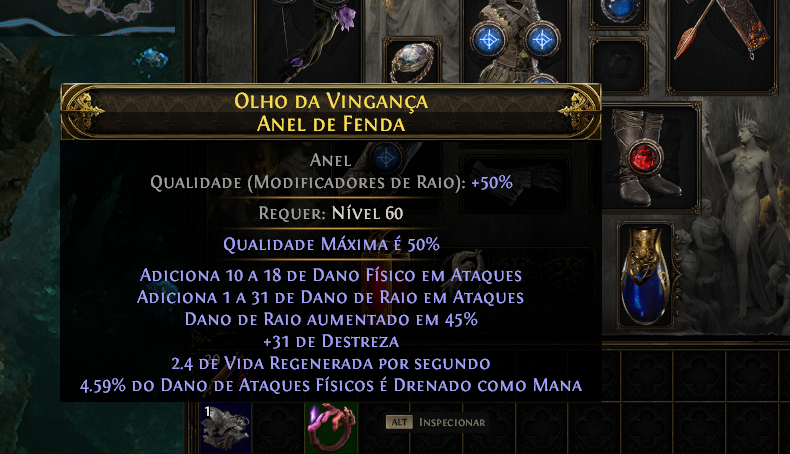 Olho da Vingança
Anel de Fenda
Anel
Qualidade (Modificadores de Raio): +50%
Requer: Nível 60
Qualidade Máxima é 50%
Adiciona 10 a 18 de Dano Físico em Ataques
Adiciona 1 a 31 de Dano de Raio em Ataques
Dano de Raio aumentado em 45%
+31 de Destreza
2.4 de Vida Regenerada por segundo
4.59% do Dano de Ataques Físicos é Drenado como Mana
1
ALT Inspecionar